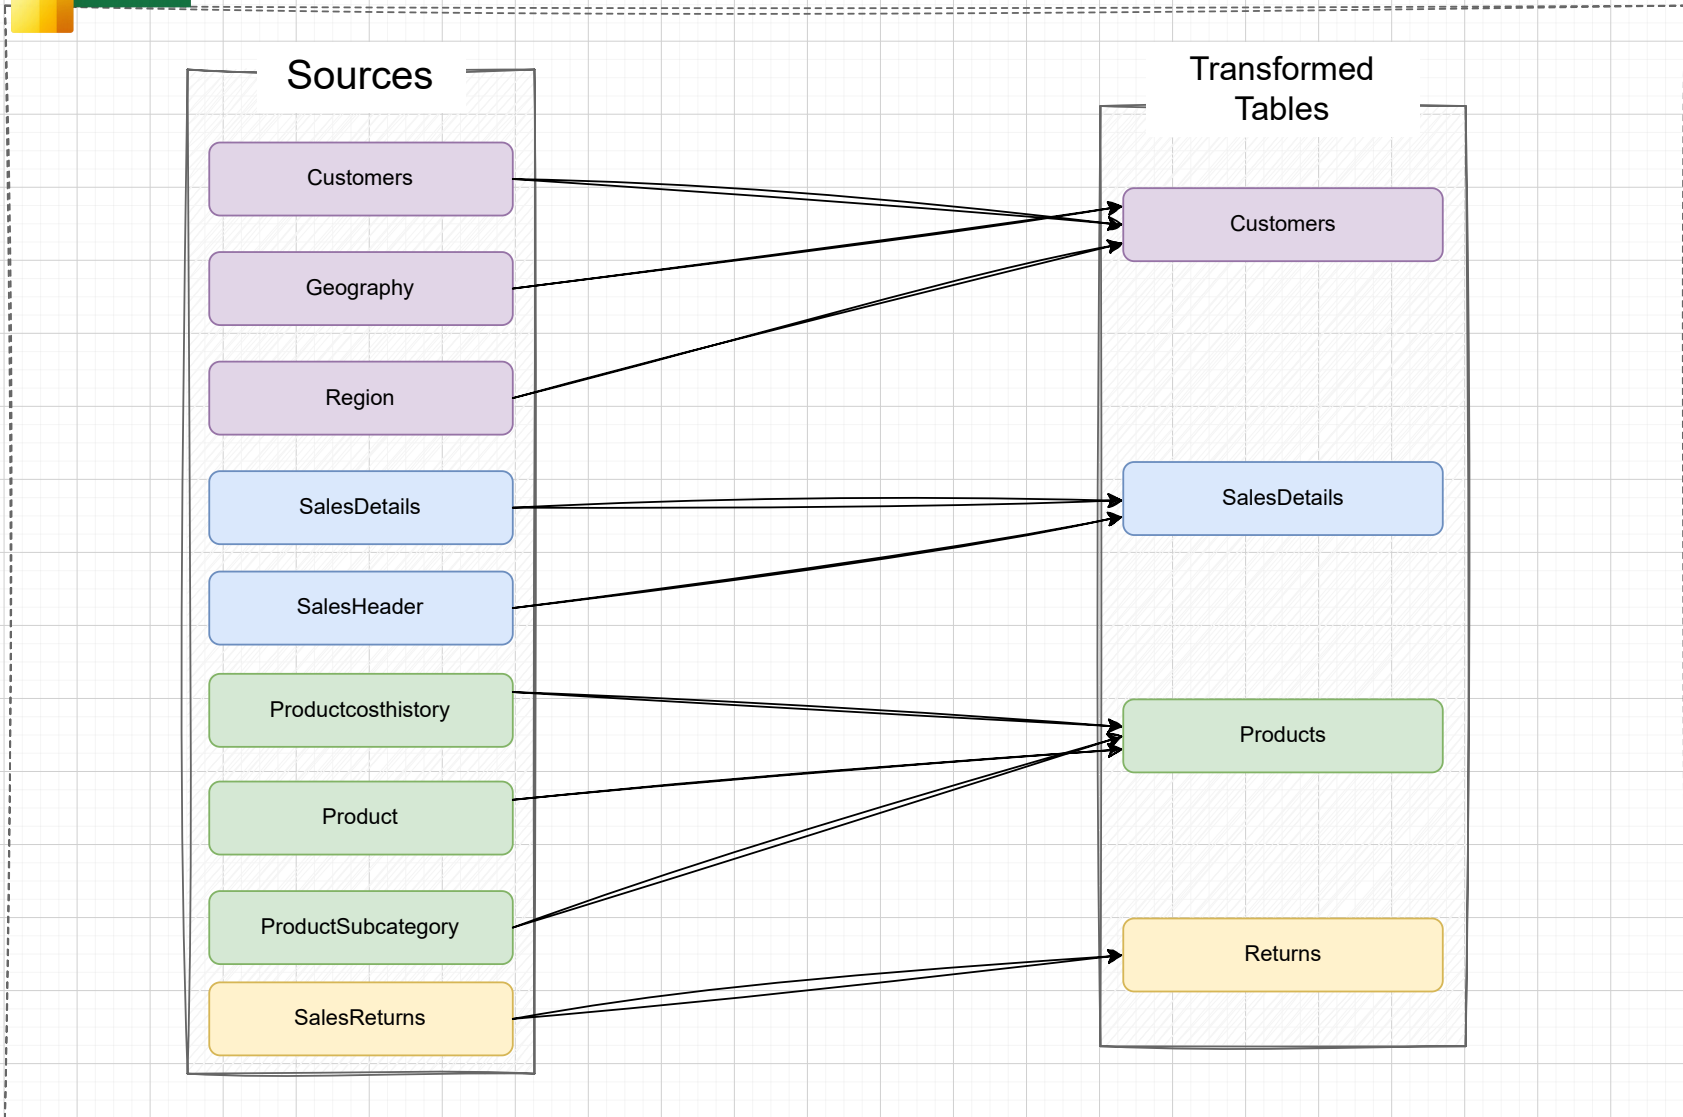 Sources
Customers
Geography
Region
SalesDetails
SalesHeader
Productcosthistory
Product
ProductSubcategory
SalesReturns
Transformed
Tables
Customers
SalesDetails
Products
Returns